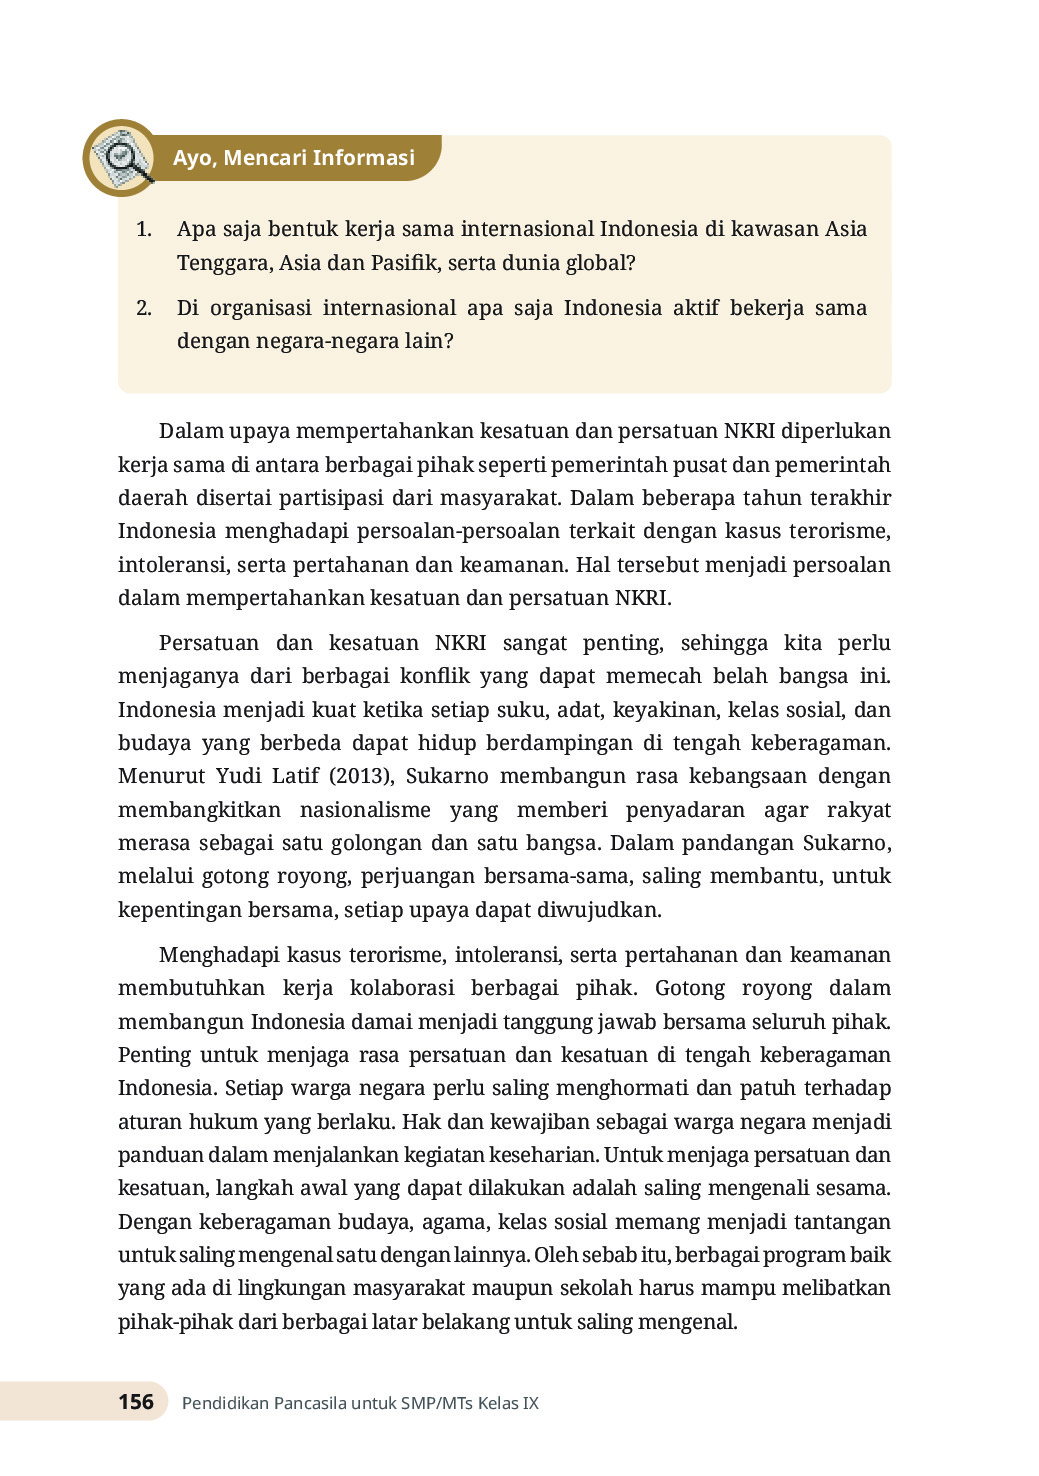 Ayo, Mencari Informasi
1. Apa saja bentuk kerja sama internasional Indonesia di kawasan Asia
Tenggara, Asia dan Pasifik, serta dunia global?
2. Di organisasi internasional apa saja Indonesia aktif bekerja sama
dengan negara-negara lain?
Dalam upaya mempertahankan kesatuan dan persatuan NKRI diperlukan
kerja sama di antara berbagai pihak seperti pemerintah pusat dan pemerintah
daerah disertai partisipasi dari masyarakat. Dalam beberapa tahun terakhir
Indonesia menghadapi persoalan-persoalan terkait dengan kasus terorisme,
intoleransi, serta pertahanan dan keamanan. Hal tersebut menjadi persoalan
dalam mempertahankan kesatuan dan persatuan NKRI.
Persatuan dan kesatuan NKRI sangat penting, sehingga kita perlu
menjaganya dari berbagai konflik yang dapat memecah belah bangsa ini.
Indonesia menjadi kuat ketika setiap suku, adat, keyakinan, kelas sosial, dan
budaya yang berbeda dapat hidup berdampingan di tengah keberagaman.
Menurut Yudi Latif (2013), Sukarno membangun rasa kebangsaan dengan
membangkitkan nasionalisme yang memberi penyadaran agar rakyat
merasa sebagai satu golongan dan satu bangsa. Dalam pandangan Sukarno,
melalui gotong royong, perjuangan bersama-sama, saling membantu, untuk
kepentingan bersama, setiap upaya dapat diwujudkan.
Menghadapi kasus terorisme, intoleransi, serta pertahanan dan keamanan
membutuhkan kerja kolaborasi berbagai pihak. Gotong royong dalam
membangun Indonesia damai menjadi tanggung jawab bersama seluruh pihak.
Penting untuk menjaga rasa persatuan dan kesatuan di tengah keberagaman
Indonesia. Setiap warga negara perlu saling menghormati dan patuh terhadap
aturan hukum yang berlaku. Hak dan kewajiban sebagai warga negara menjadi
panduan dalam menjalankan kegiatan keseharian. Untuk menjaga persatuan dan
kesatuan, langkah awal yang dapat dilakukan adalah saling mengenali sesama.
Dengan keberagaman budaya, agama, kelas sosial memang menjadi tantangan
untuk saling mengenal satu dengan lainnya. Oleh sebab itu, berbagai program baik
yang ada di lingkungan masyarakat maupun sekolah harus mampu melibatkan
pihak-pihak dari berbagai latar belakang untuk saling mengenal.
156 Pendidikan Pancasila untuk SMP/MTs Kelas IX